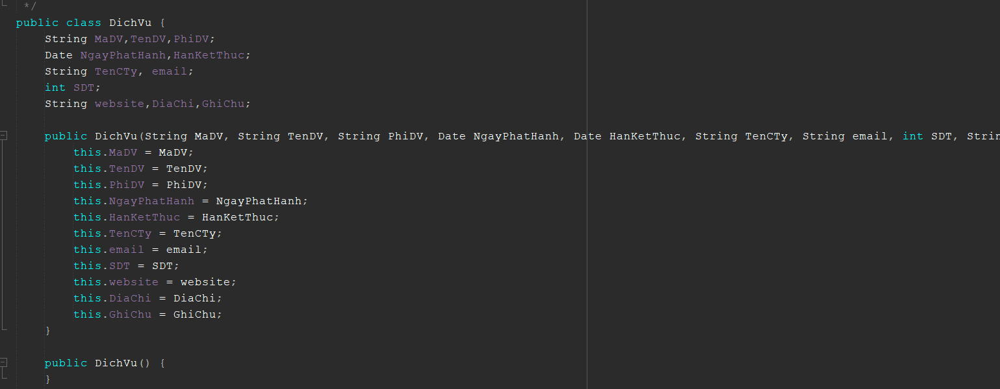 */
public class DichVu {
    String MaDV,TenDV,PhiDV;
    Date NgayPhatHanh,HanKetThuc;
    String TenCTy, email;
    int SDT;
    String website,DiaChi,GhiChu;
    public DichVu(String MaDV, String TenDV, String PhiDV, Date NgayPhatHanh, Date HanKetThuc, String TenCTy, String email, int SDT, Strin
        this.MaDV = MaDV;
        this.TenDV = TenDV;
        this.PhiDV = PhiDV;
        this.NgayPhatHanh = NgayPhatHanh;
        this.HanKetThuc = HanKetThuc;
        this.TenCTy = TenCTy;
        this.email = email;
        this.SDT = SDT;
        this.website = website;
        this.DiaChi = DiaChi;
        this.GhiChu = GhiChu;
    }
    public DichVu() {
    }